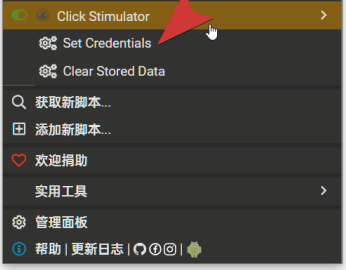 Click Stimulator
Set Credentials
Clear Stored Data
获取新脚本...
添加新脚本...
欢迎捐助
实用工具
管理面板
帮助 | 更新日志 |